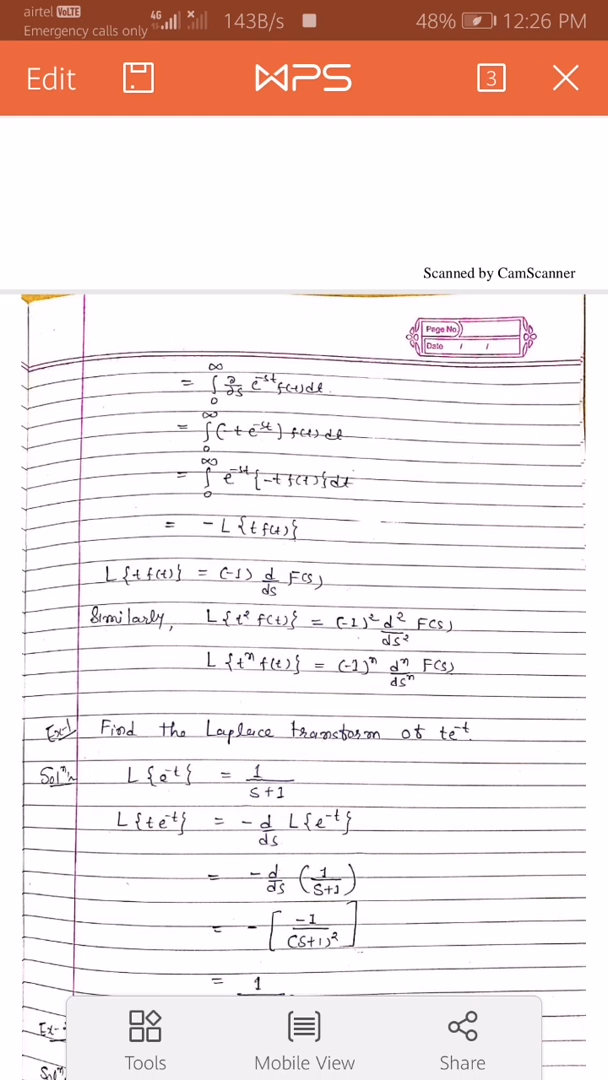 airtel VoLTE 4G 143B/s 48% 12:26 PM
Emergency calls only
Edit WPS 3
Scanned by CamScanner
Page No.
Date / /
= ∫₀^∞ ∂/∂s e^-st f(t)dt.
= ∫₀^∞ (-t e^-st) f(t) dt
= ∫₀^∞ e^-st {-t f(t)}dt
= - L {t f(t)}
L {t f(t)} = (-1) d/ds F(s)
Similarly, L {t² f(t)} = (-1)² d²/ds² F(s)
L {tⁿ f(t)} = (-1)ⁿ dⁿ/dsⁿ F(s)
Ex-1 Find the Laplace transform of te^-t.
Solⁿ: L {e^-t} = 1/(s+1)
L {te^-t} = - d/ds L {e^-t}
= - d/ds (1/(s+1))
= - [-1/(s+1)²]
= 1
Ex-
Solⁿ
Tools Mobile View Share